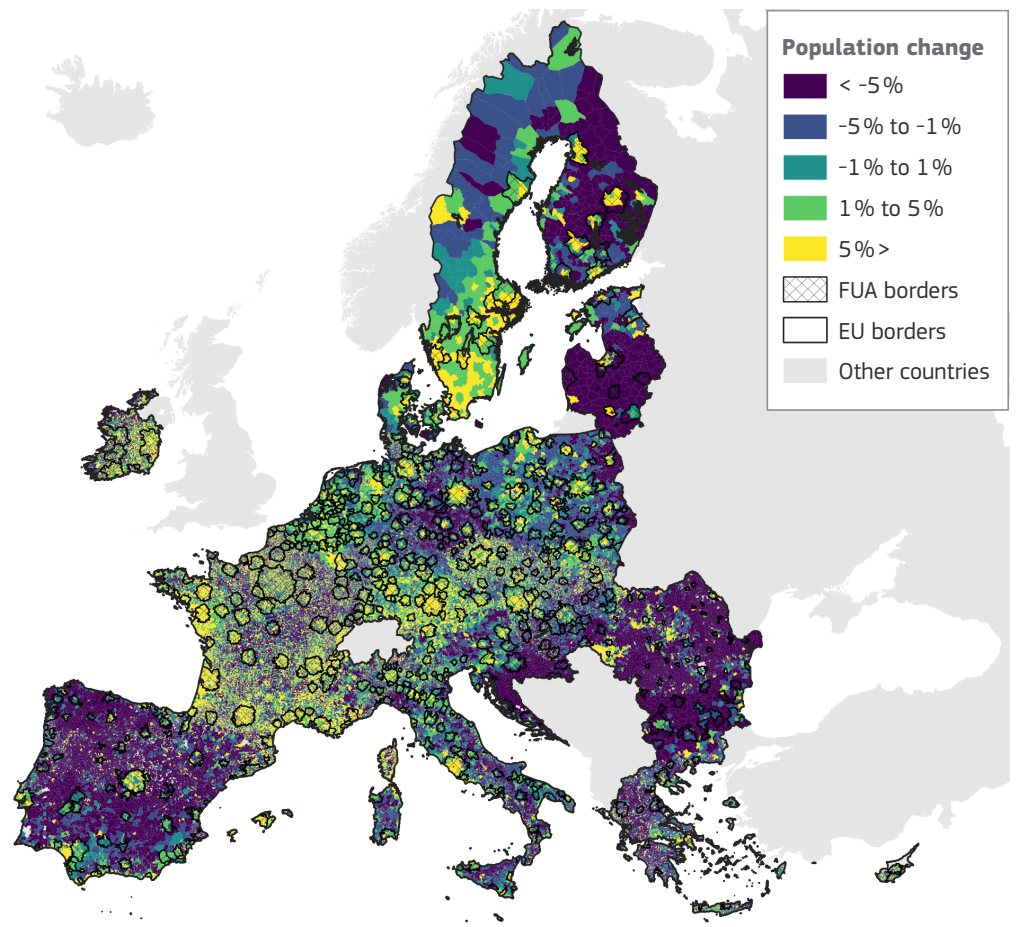 Population change
< -5%
-5% to -1%
-1% to 1%
1% to 5%
5%>
FUA borders
EU borders
Other countries